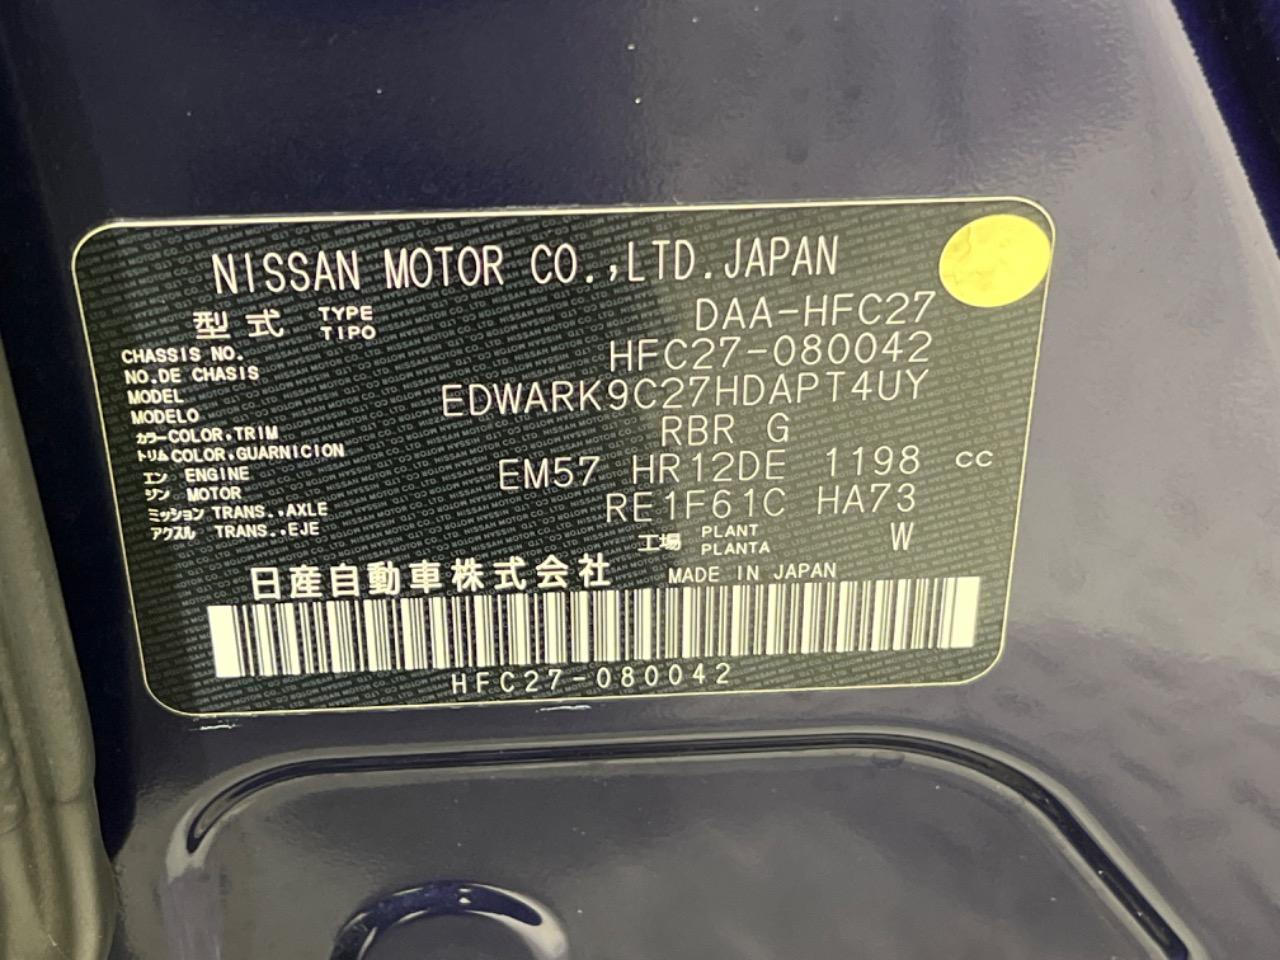 NISSAN MOTOR CO.,LTD.JAPAN
型式 TYPE TIPO DAA-HFC27
CHASSIS NO. NO.DE CHASIS HFC27-080042
MODEL MODELO EDWARK9C27HDAPT4UY
カラー COLOR,TRIM トリム COLOR,GUARNICION RBR G
エンジン ENGINE MOTOR EM57 HR12DE 1198 cc
ミッション TRANS.,AXLE アクスル TRANS.,EJE RE1F61C HA73
工場 PLANT PLANTA W
日産自動車株式会社 MADE IN JAPAN
HFC27-080042